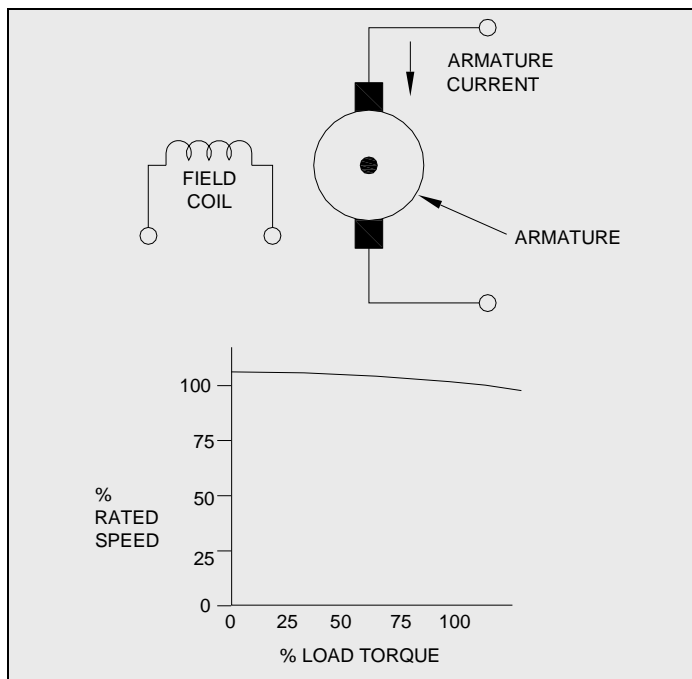 ARMATURE
CURRENT
FIELD
COIL
ARMATURE
100
75
50
%
RATED
SPEED
25
0
0 25 50 75 100
% LOAD TORQUE